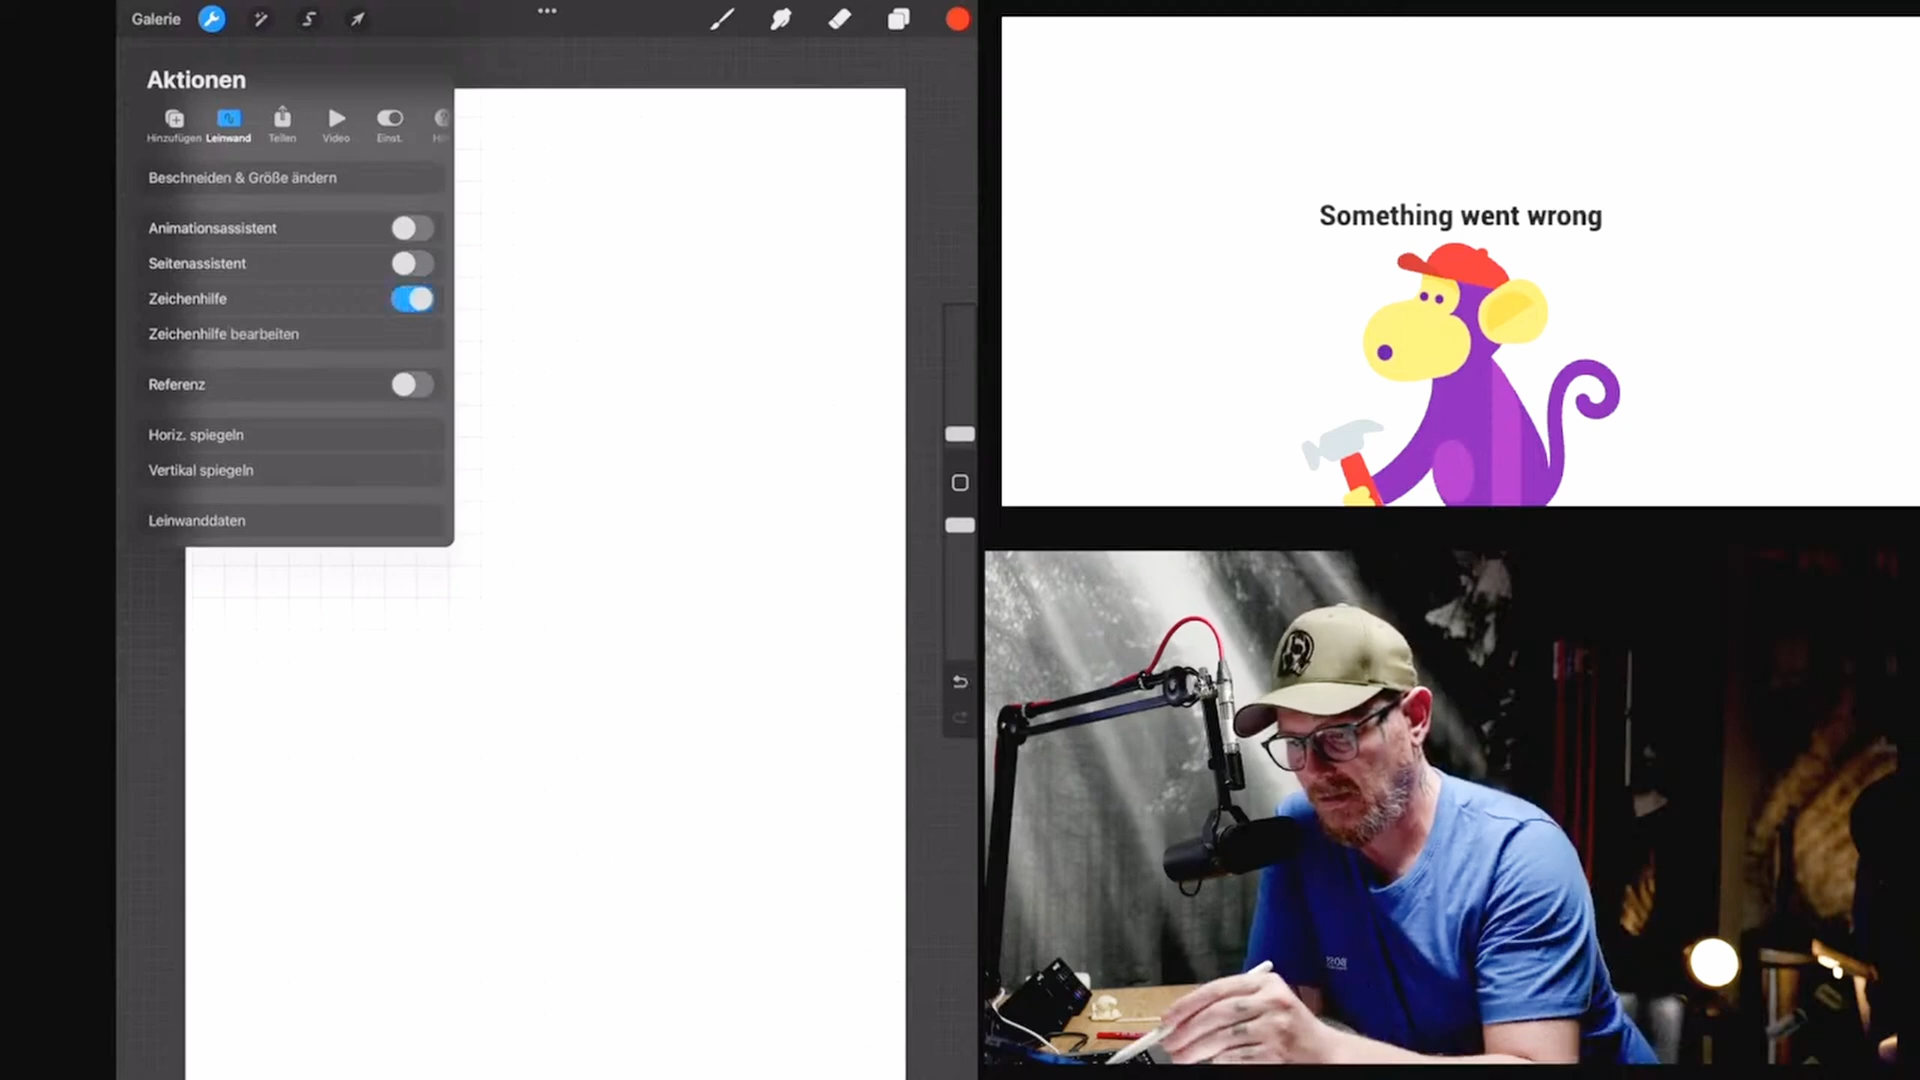 Galerie
Aktionen
Hinzufügen Leinwand Teilen Video Einst.
Beschneiden & Größe ändern
Animationsassistent
Seitenassistent
Zeichenhilfe
Zeichenhilfe bearbeiten
Referenz
Horiz. spiegeln
Vertikal spiegeln
Leinwanddaten
Something went wrong